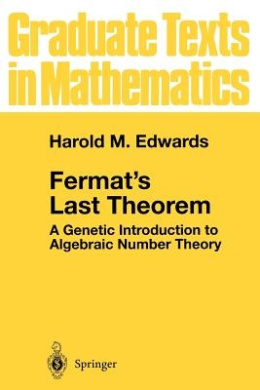 Graduate Texts
in Mathematics
Harold M. Edwards
Fermat's
Last Theorem
A Genetic Introduction to
Algebraic Number Theory
Springer